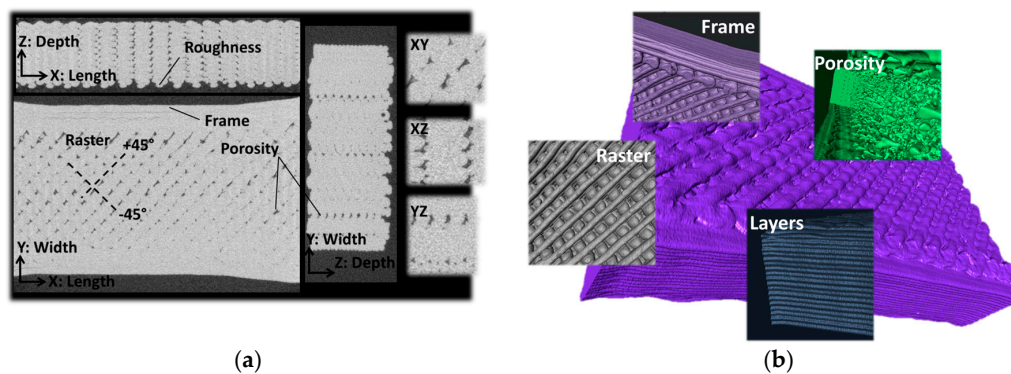 Z: Depth
X: Length
Roughness
Frame
Raster
+45°
-45°
Porosity
Y: Width
X: Length
Y: Width
Z: Depth
XY
XZ
YZ
(a)
Frame
Porosity
Raster
Layers
(b)